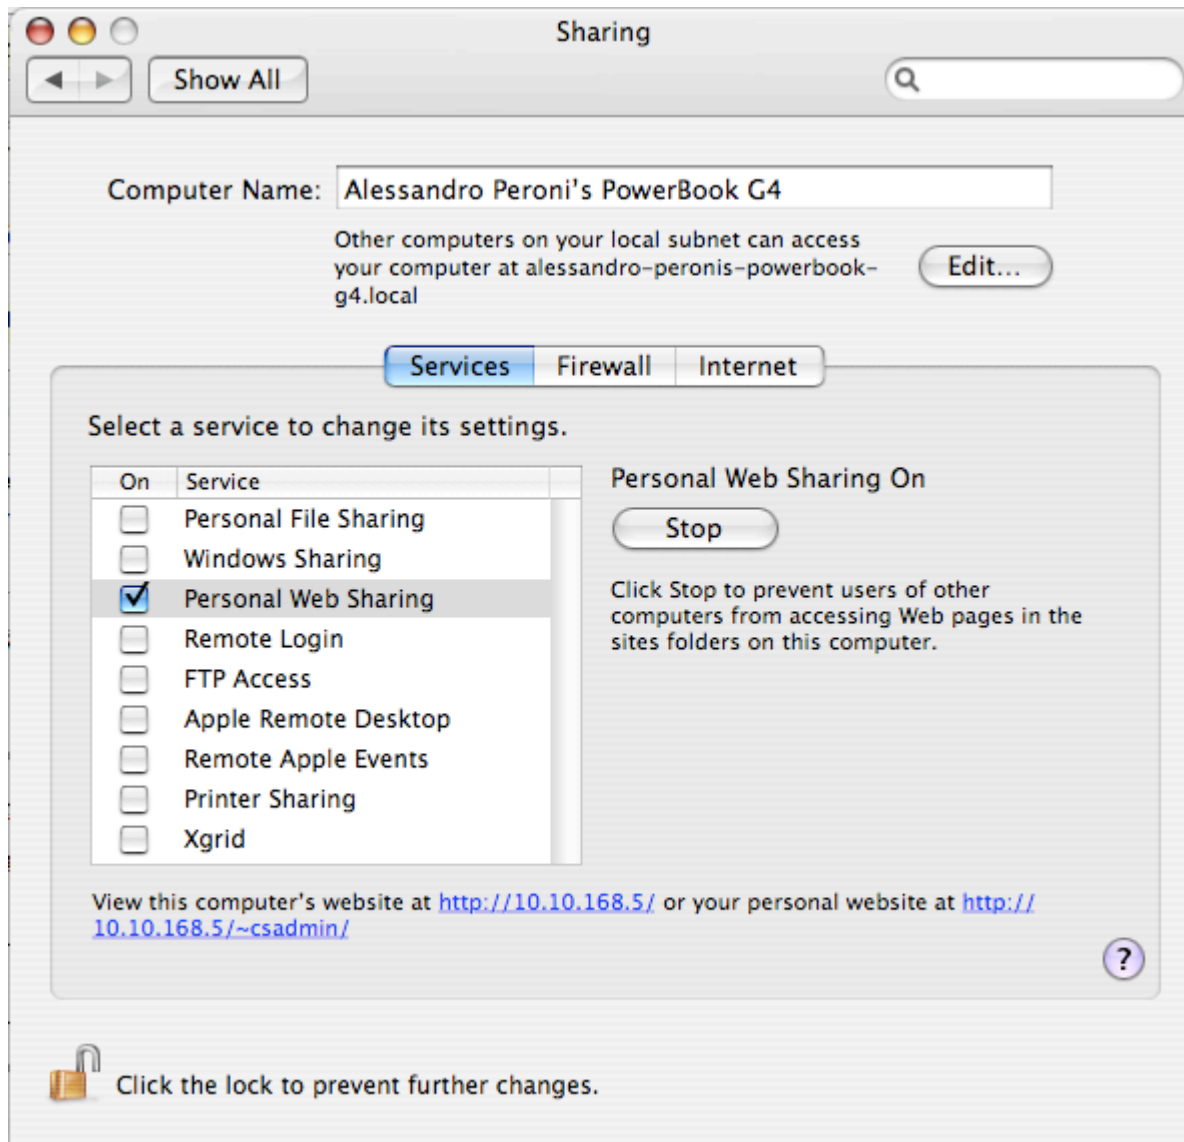 Sharing
Show All
Computer Name: Alessandro Peroni's PowerBook G4
Other computers on your local subnet can access
your computer at alessandro-peronis-powerbook-
g4.local
Edit...
Services Firewall Internet
Select a service to change its settings.
On Service
Personal File Sharing
Windows Sharing
Personal Web Sharing
Remote Login
FTP Access
Apple Remote Desktop
Remote Apple Events
Printer Sharing
Xgrid
Personal Web Sharing On
Stop
Click Stop to prevent users of other
computers from accessing Web pages in the
sites folders on this computer.
View this computer's website at http://10.10.168.5/ or your personal website at http://
10.10.168.5/~csadmin/
?
Click the lock to prevent further changes.